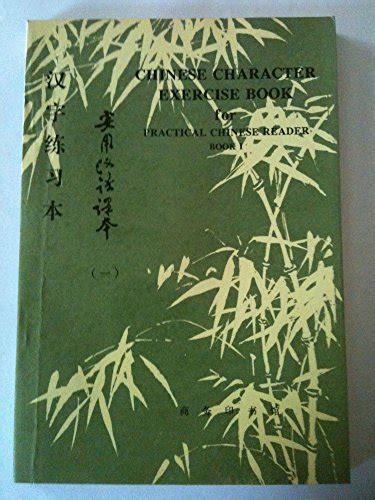 汉字练习本
CHINESE CHARACTER
EXERCISE BOOK
for
PRACTICAL CHINESE READER
BOOK I
实用汉语课本
(一)
商务印书馆